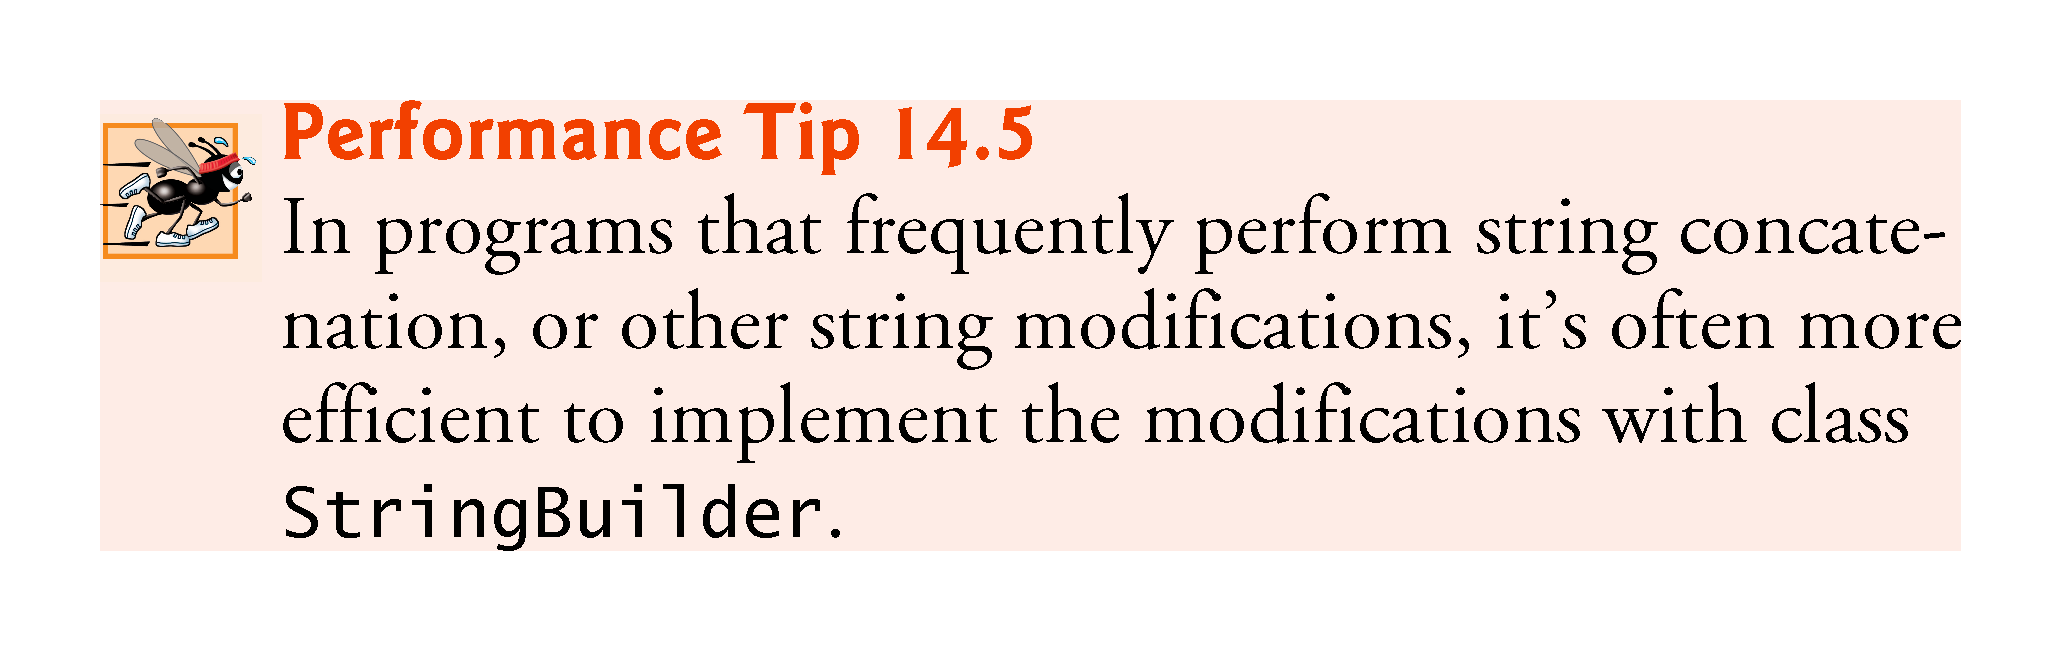 Performance Tip 14.5
In programs that frequently perform string concate-
nation, or other string modifications, it’s often more
efficient to implement the modifications with class
StringBuilder.